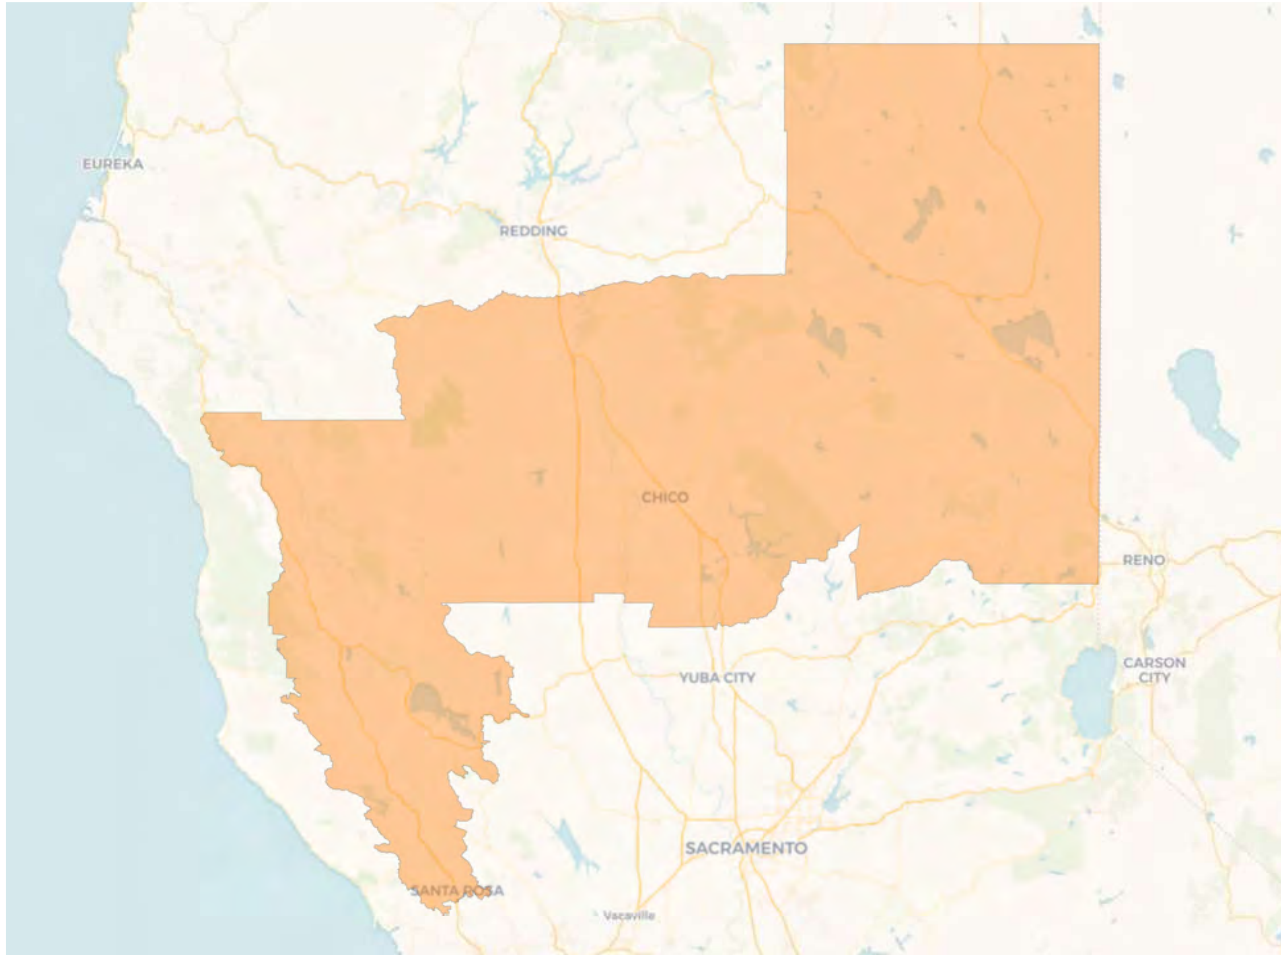 EUREKA
REDDING
CHICO
RENO
CARSON
CITY
YUBA CITY
SACRAMENTO
SANTA ROSA
Vacaville